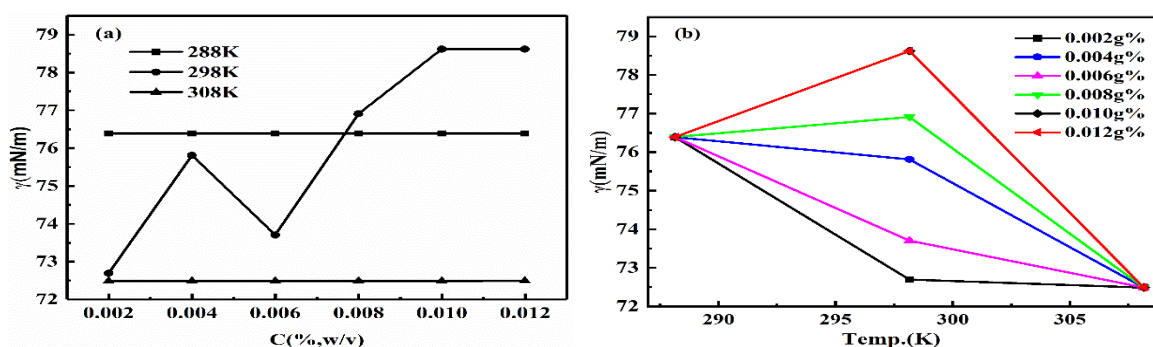 (a)
288K
298K
308K
γ(mN/m)
79
78
77
76
75
74
73
72
0.002 0.004 0.006 0.008 0.010 0.012
C(%,w/v)
(b)
0.002g%
0.004g%
0.006g%
0.008g%
0.010g%
0.012g%
γ(mN/m)
79
78
77
76
75
74
73
72
290 295 300 305
Temp.(K)